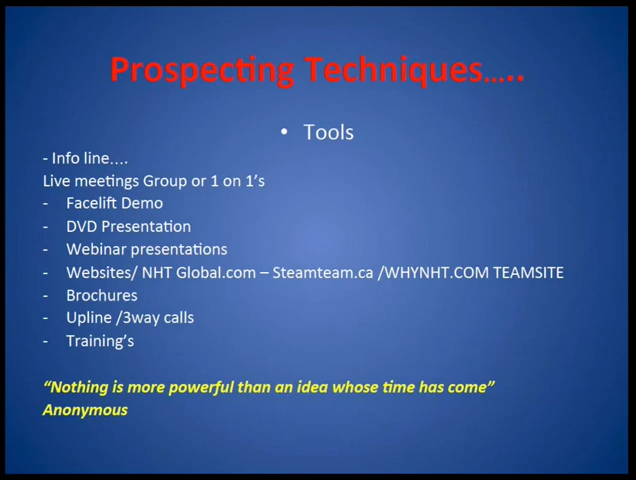 Prospecting Techniques.....
• Tools
- Info line....
Live meetings Group or 1 on 1’s
- Facelift Demo
- DVD Presentation
- Webinar presentations
- Websites/ NHT Global.com – Steamteam.ca /WHYNHT.COM TEAMSITE
- Brochures
- Upline /3way calls
- Training’s
“Nothing is more powerful than an idea whose time has come”
Anonymous